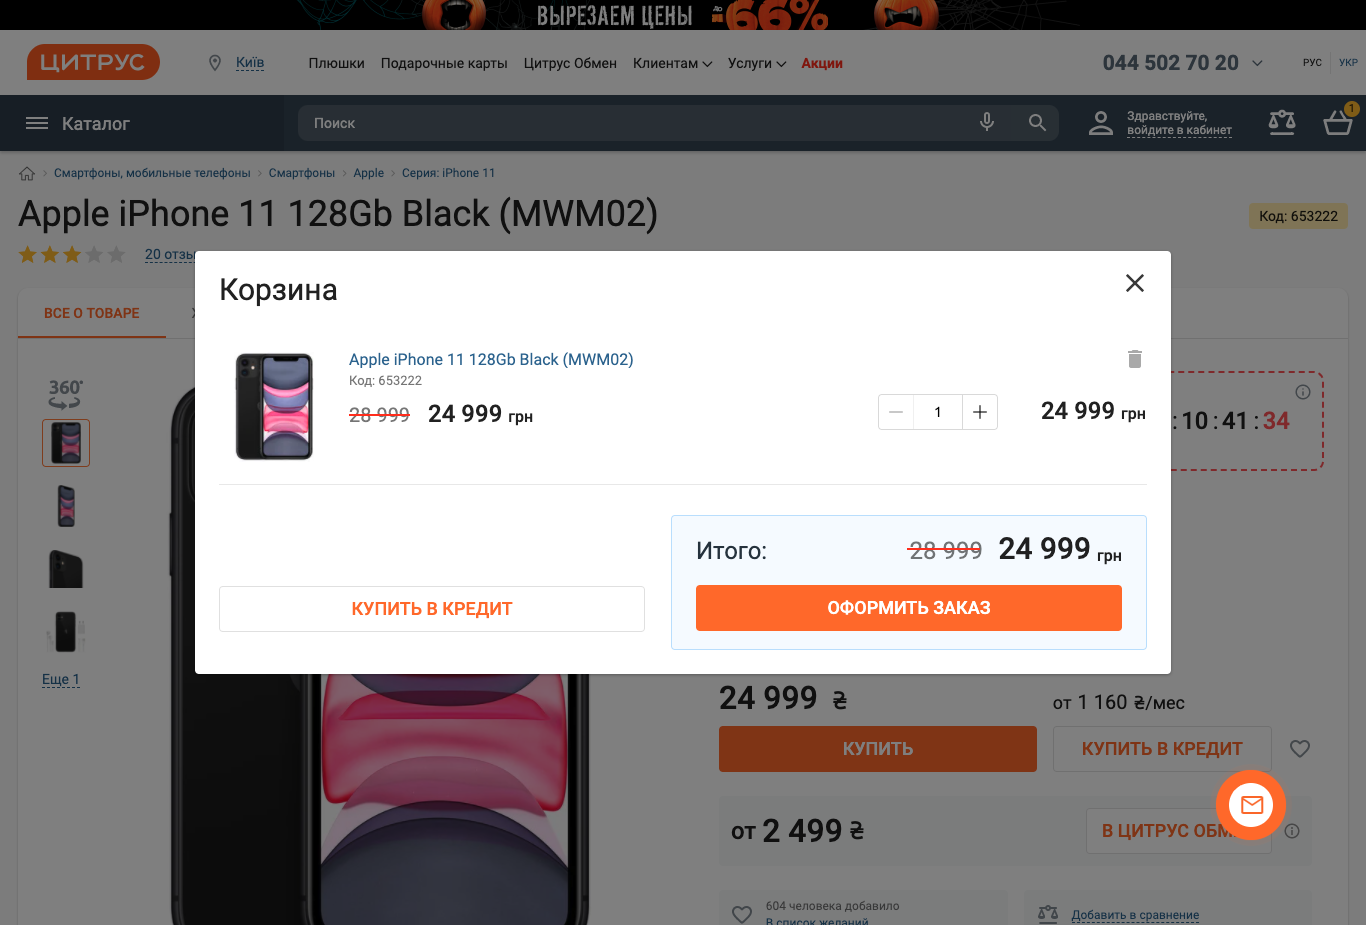 ВЫРЕЗАЕМ ЦЕНЫ ДО 66%
ЦИТРУС
Київ
Плюшки Подарочные карты Цитрус Обмен Клиентам Услуги Акции
044 502 70 20
РУС УКР
Каталог
Поиск
Здравствуйте,
войдите в кабинет
1
Смартфоны, мобильные телефоны Смартфоны Apple Серия: iPhone 11
Apple iPhone 11 128Gb Black (MWM02)
Код: 653222
20
ВСЕ О ТОВАРЕ
Корзина
360°
Apple iPhone 11 128Gb Black (MWM02)
Код: 653222
28 999 24 999 грн
1
24 999 грн
: 10 : 41 : 34
Итого: 28 999 24 999 грн
КУПИТЬ В КРЕДИТ
ОФОРМИТЬ ЗАКАЗ
Еще 1
24 999 ₴
от 1 160 ₴/мес
КУПИТЬ
КУПИТЬ В КРЕДИТ
от 2 499 ₴
В ЦИТРУС
604 человека добавило
В список желаний
Добавить в сравнение